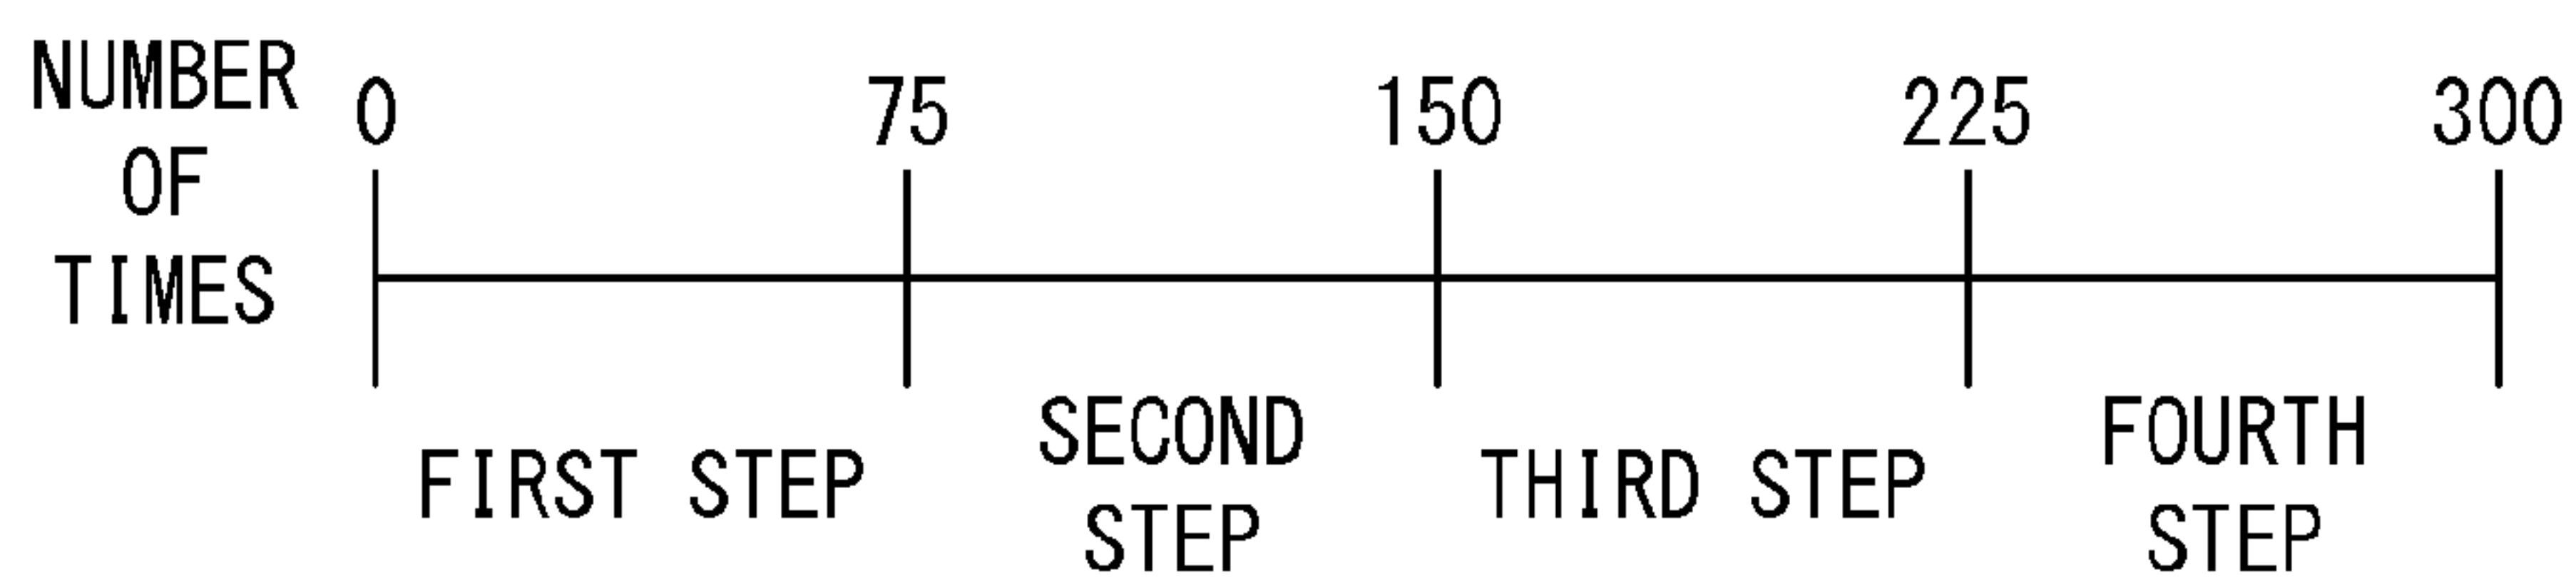 NUMBER
OF
TIMES
0 75 150 225 300
FIRST STEP
SECOND
STEP
THIRD STEP
FOURTH
STEP